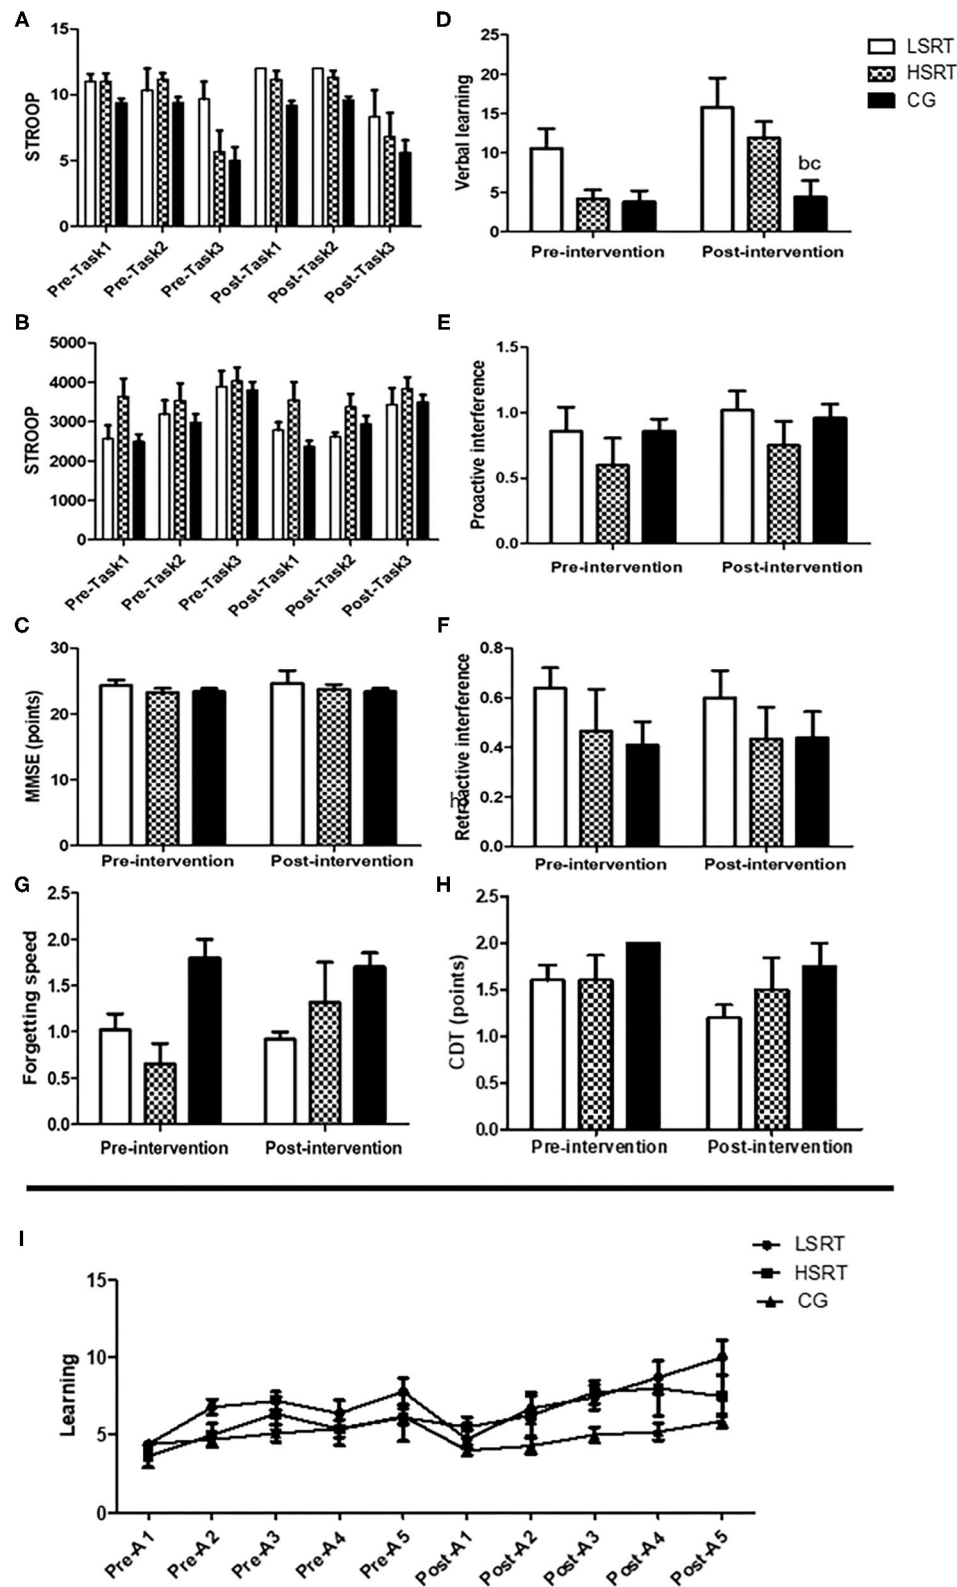 A
15
10
5
0
STROOP
Pre-Task1
Pre-Task2
Pre-Task3
Post-Task1
Post-Task2
Post-Task3
D
25
20
15
10
5
0
Verbal learning
bc
Pre-intervention
Post-intervention
LSRT
HSRT
CG
B
5000
4000
3000
2000
1000
0
STROOP
Pre-Task1
Pre-Task2
Pre-Task3
Post-Task1
Post-Task2
Post-Task3
E
1.5
1.0
0.5
0.0
Proactive interference
Pre-intervention
Post-intervention
C
30
20
10
0
MMSE (points)
Pre-intervention
Post-intervention
F
0.8
0.6
0.4
0.2
0.0
Retroactive interference
Pre-intervention
Post-intervention
G
2.5
2.0
1.5
1.0
0.5
0.0
Forgetting speed
Pre-intervention
Post-intervention
H
2.5
2.0
1.5
1.0
0.5
0.0
CDT (points)
Pre-intervention
Post-intervention
I
LSRT
HSRT
CG
15
10
5
0
Learning
Pre-A1
Pre-A2
Pre-A3
Pre-A4
Pre-A5
Post-A1
Post-A2
Post-A3
Post-A4
Post-A5